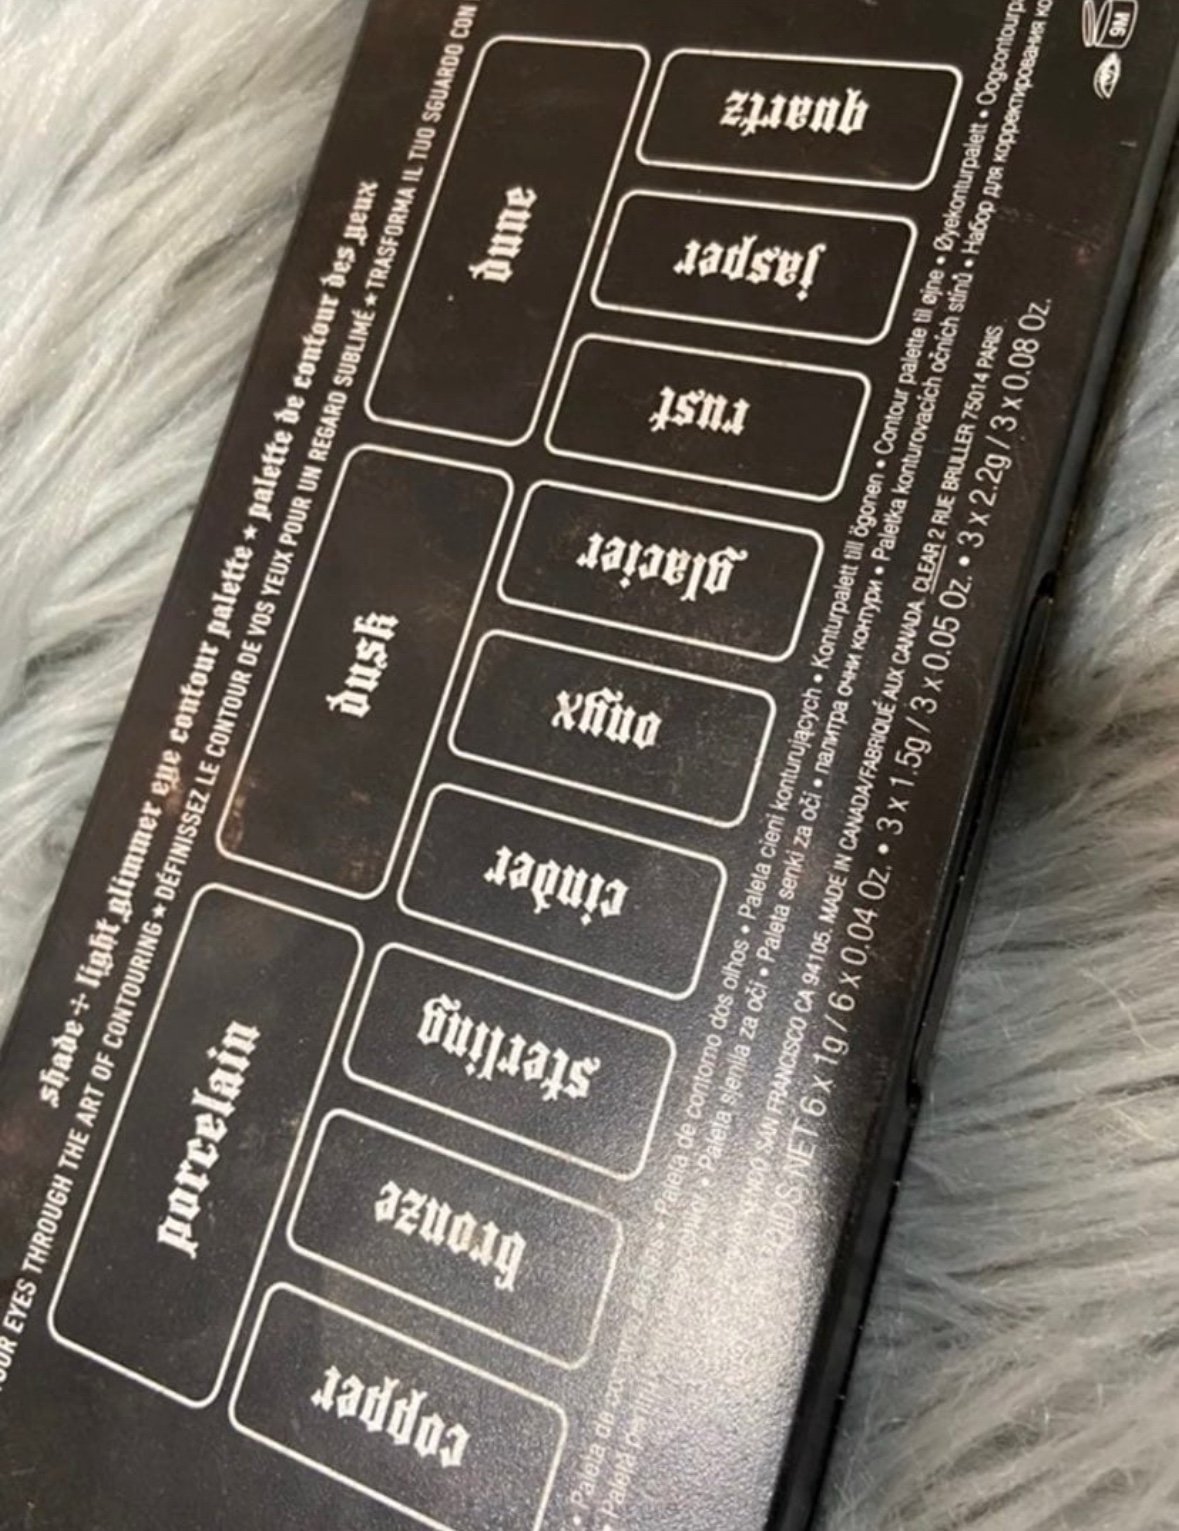 shade + light glimmer eye contour palette ★ palette de contour des yeux
EYES THROUGH THE ART OF CONTOURING ★ DÉFINISSEZ LE CONTOUR DE VOS YEUX POUR UN REGARD SUBLIMÉ ★ TRASFORMA IL TUO SGUARDO CON
porcelain
dusk
dune
copper
bronze
sterling
cinder
onyx
glacier
rust
jasper
quartz
• Paleta de contorno dos olhos • Paleta cieni konturujących • Konturpalett till ögonen • Contour palette til øjne • Øyekonturpalett •
• Paleta sjenila za oči • Paleta senki za oči • палитра очни контури • Paletka konturovacích očních stínů • Набор для корректирования
SAN FRANCISCO CA 94105. MADE IN CANADA/FABRIQUÉ AUX CANADA. CLEAR 2 RUE BRULLER 75014 PARIS
POIDS NET 6 x 1g / 6 x 0.04 Oz. • 3 x 1.5g / 3 x 0.05 Oz. • 3 x 2.2g / 3 x 0.08 Oz.